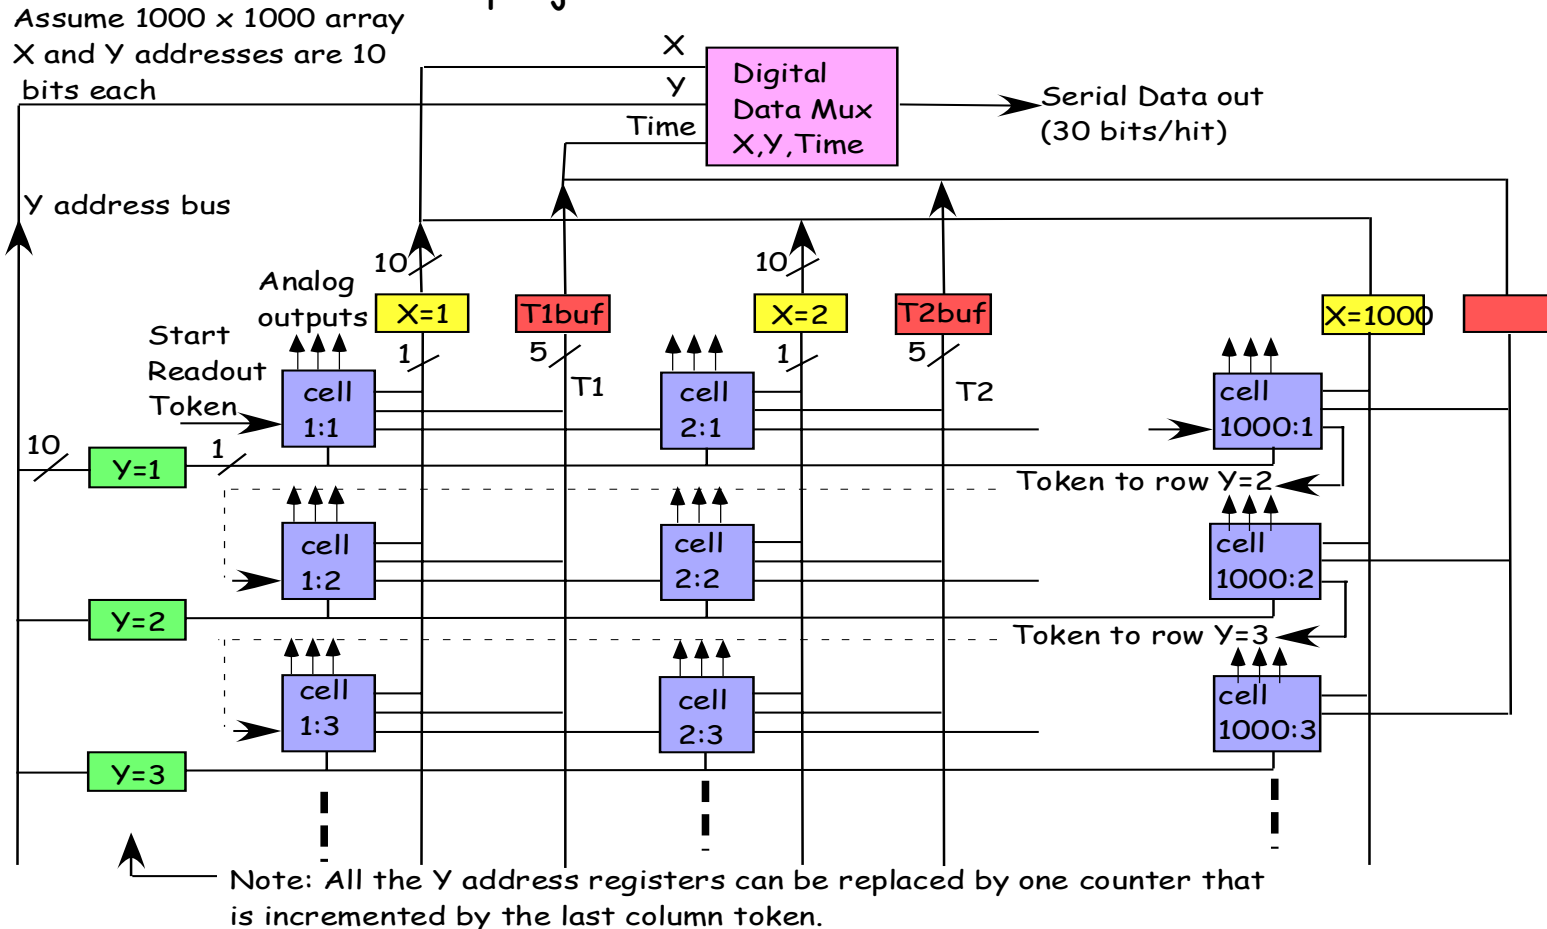 Assume 1000 x 1000 array
X and Y addresses are 10
bits each
X
Y
Time
Digital
Data Mux
X,Y,Time
Serial Data out
(30 bits/hit)
Y address bus
10
10
Analog
outputs
X=1
T1buf
X=2
T2buf
X=1000
Start
Readout
Token
1
5
T1
1
5
T2
cell
1:1
cell
2:1
cell
1000:1
10
Y=1
1
Token to row Y=2
cell
1:2
cell
2:2
cell
1000:2
Y=2
Token to row Y=3
cell
1:3
cell
2:3
cell
1000:3
Y=3
Note: All the Y address registers can be replaced by one counter that
is incremented by the last column token.